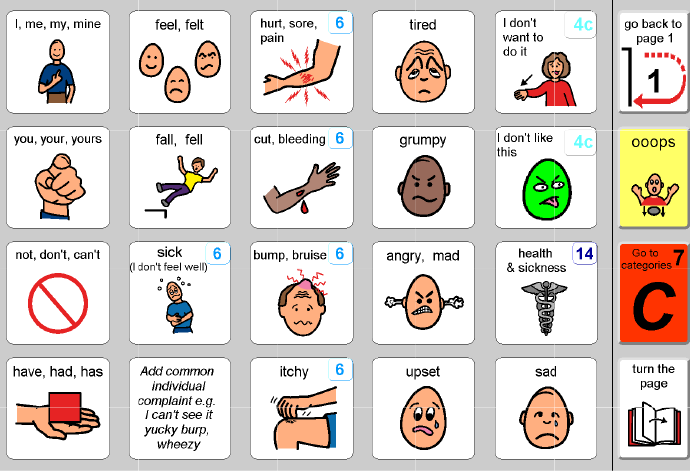 I, me, my, mine
feel, felt
hurt, sore,
pain
6
tired
I don't
want to
do it
4c
go back to
page 1
1
you, your, yours
fall, fell
cut, bleeding
6
grumpy
I don't like
this
4c
ooops
not, don't, can't
sick
(I don't feel well)
6
bump, bruise
6
angry, mad
health
& sickness
14
Go to
categories
7
C
have, had, has
Add common
individual
complaint e.g.
I can't see it
yucky burp,
wheezy
itchy
6
upset
sad
turn the
page